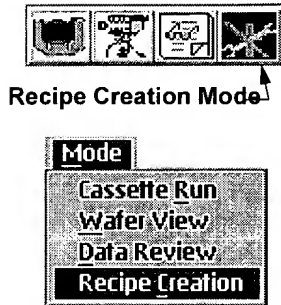 Recipe Creation Mode
Mode
Cassette Run
Wafer View
Data Review
Recipe Creation